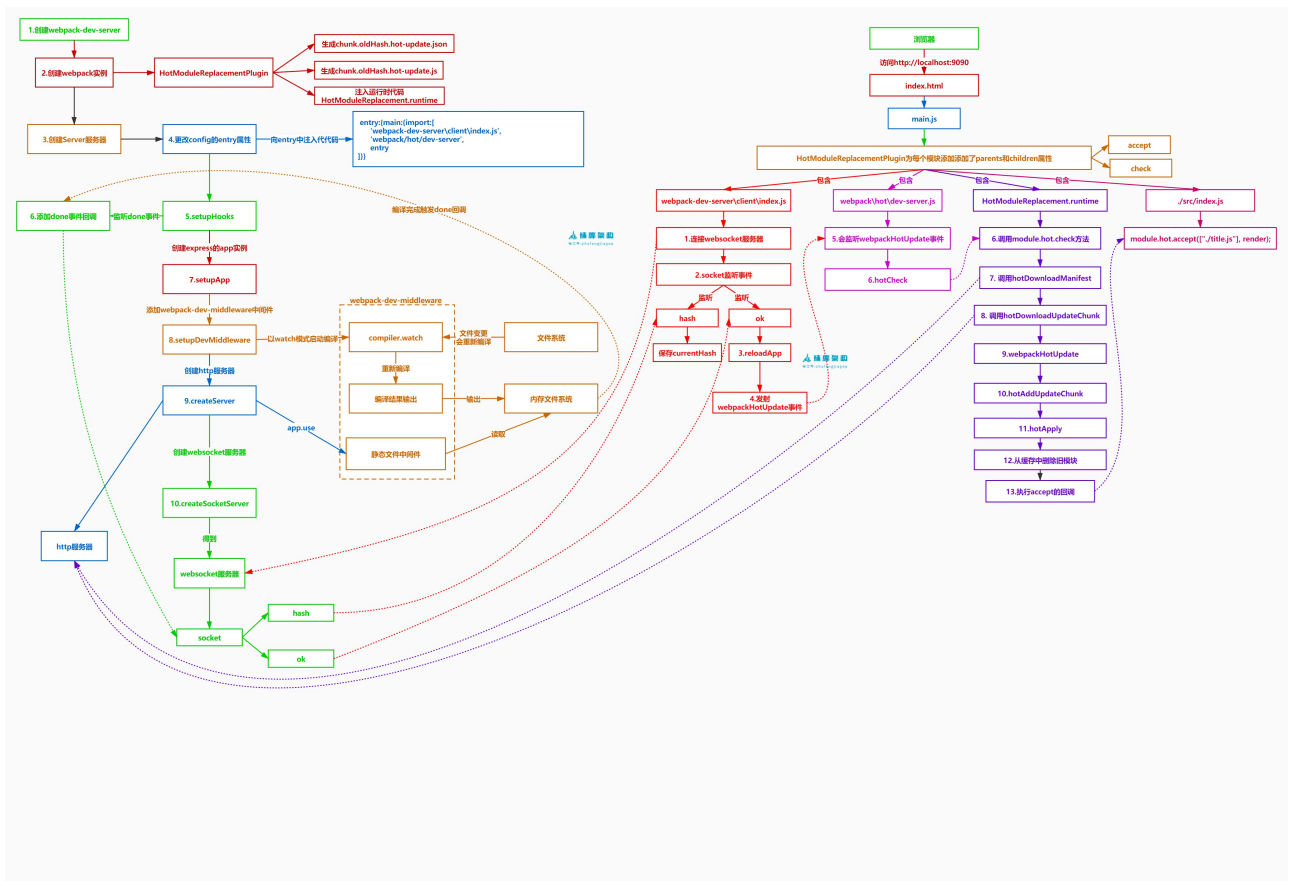 1.创建webpack-dev-server
2.创建webpack实例
HotModuleReplacementPlugin
生成chunk.oldHash.hot-update.json
生成chunk.oldHash.hot-update.js
注入运行时代码
HotModuleReplacement.runtime
3.创建Server服务器
4.更改config的entry属性
向entry中注入代代码
entry:{main:{import:[
'webpack-dev-server\client\index.js',
'webpack/hot/dev-server',
entry
]}}
6.添加done事件回调
监听done事件
5.setupHooks
编译完成触发done回调
创建express的app实例
7.setupApp
添加webpack-dev-middleware中间件
8.setupDevMiddleware
以watch模式启动编译
webpack-dev-middleware
compiler.watch
文件变更
会重新编译
文件系统
重新编译
编译结果输出
输出
内存文件系统
读取
静态文件中间件
创建http服务器
9.createServer
app.use
创建websocket服务器
10.createSocketServer
得到
http服务器
websocket服务器
socket
hash
ok
浏览器
访问http://localhost:9090
index.html
main.js
HotModuleReplacementPlugin为每个模块添加添加了parents和children属性
accept
check
包含
包含
包含
包含
webpack-dev-server\client\index.js
webpack\hot\dev-server.js
HotModuleReplacement.runtime
./src/index.js
1.连接websocket服务器
5.会监听webpackHotUpdate事件
6.调用module.hot.check方法
module.hot.accept(["./title.js"], render);
2.socket监听事件
6.hotCheck
7. 调用hotDownloadManifest
监听
监听
hash
ok
8. 调用hotDownloadUpdateChunk
保存currentHash
3.reloadApp
9.webpackHotUpdate
4.发射
webpackHotUpdate事件
10.hotAddUpdateChunk
11.hotApply
12.从缓存中删除旧模块
13.执行accept的回调